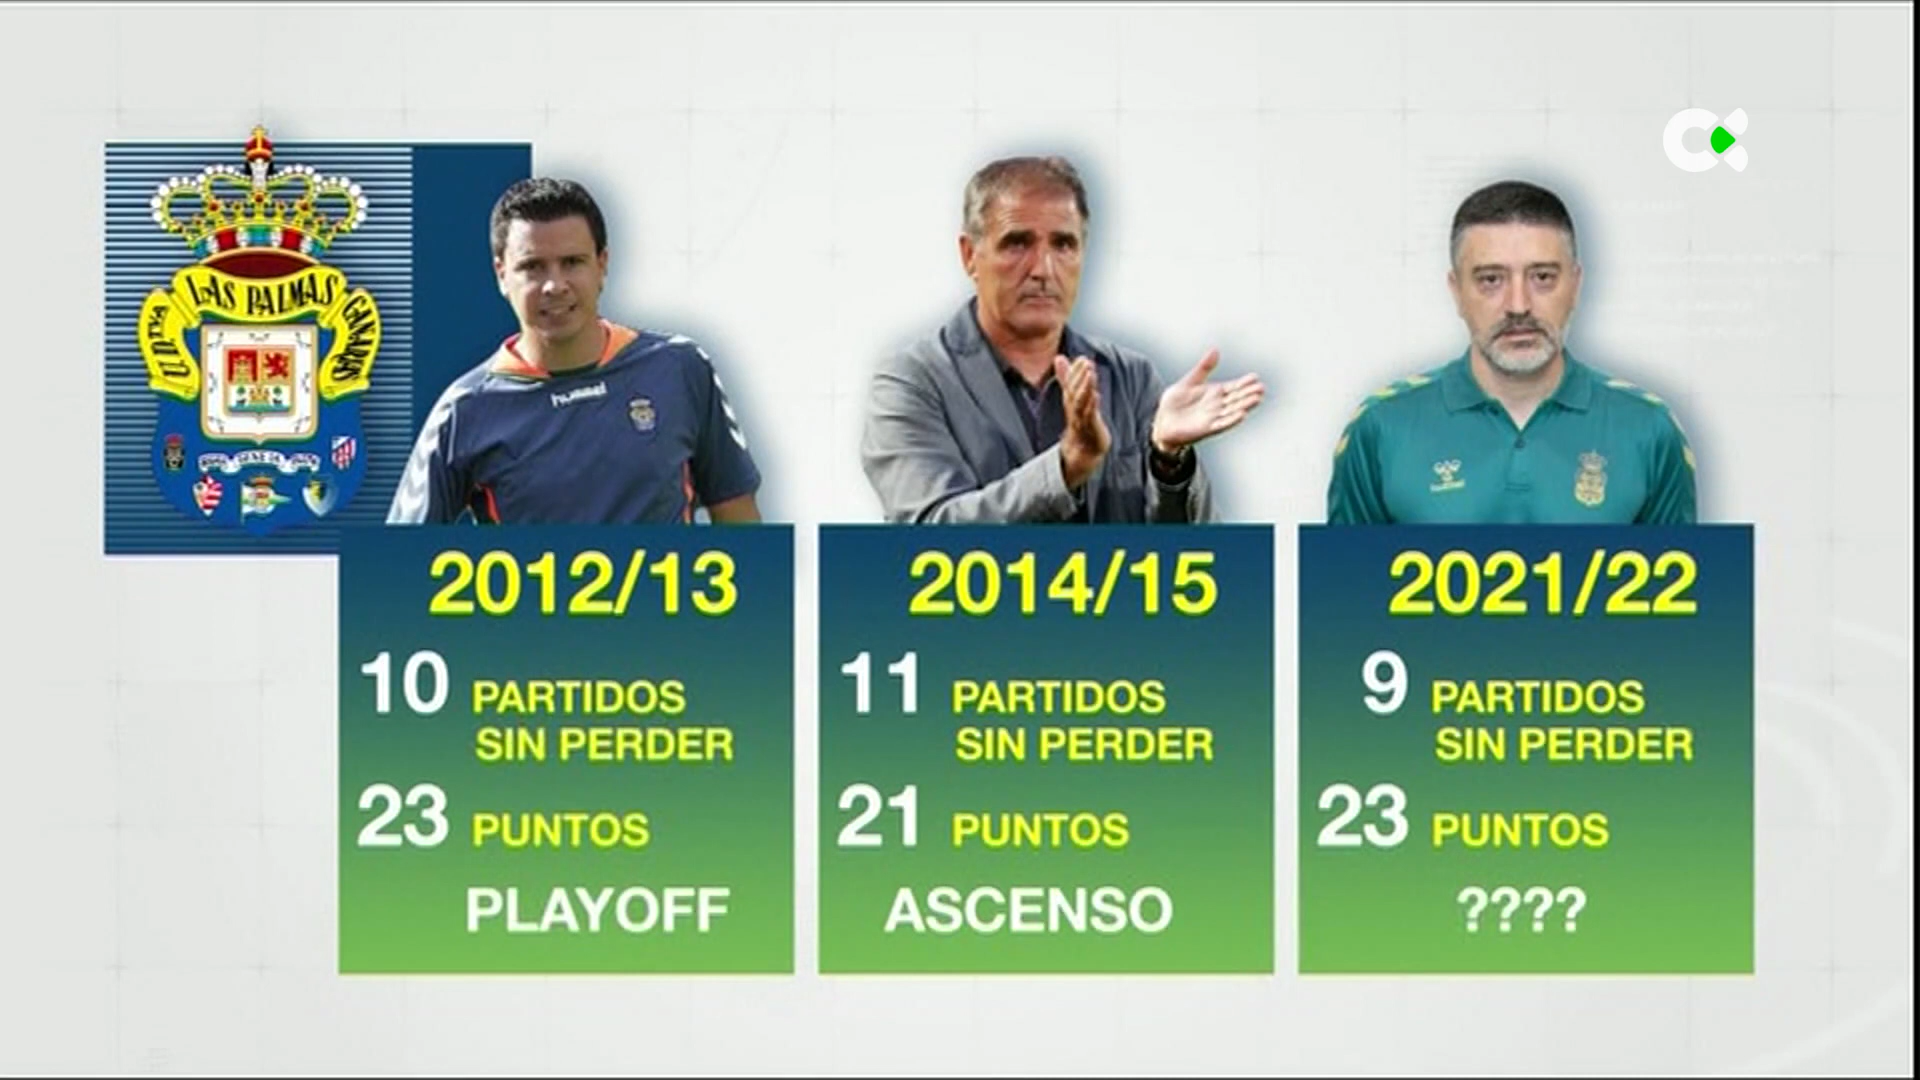 LAS PALMAS
U.D.
CANARIAS
hummel
2012/13
10 PARTIDOS
SIN PERDER
23 PUNTOS
PLAYOFF
2014/15
11 PARTIDOS
SIN PERDER
21 PUNTOS
ASCENSO
2021/22
9 PARTIDOS
SIN PERDER
23 PUNTOS
????